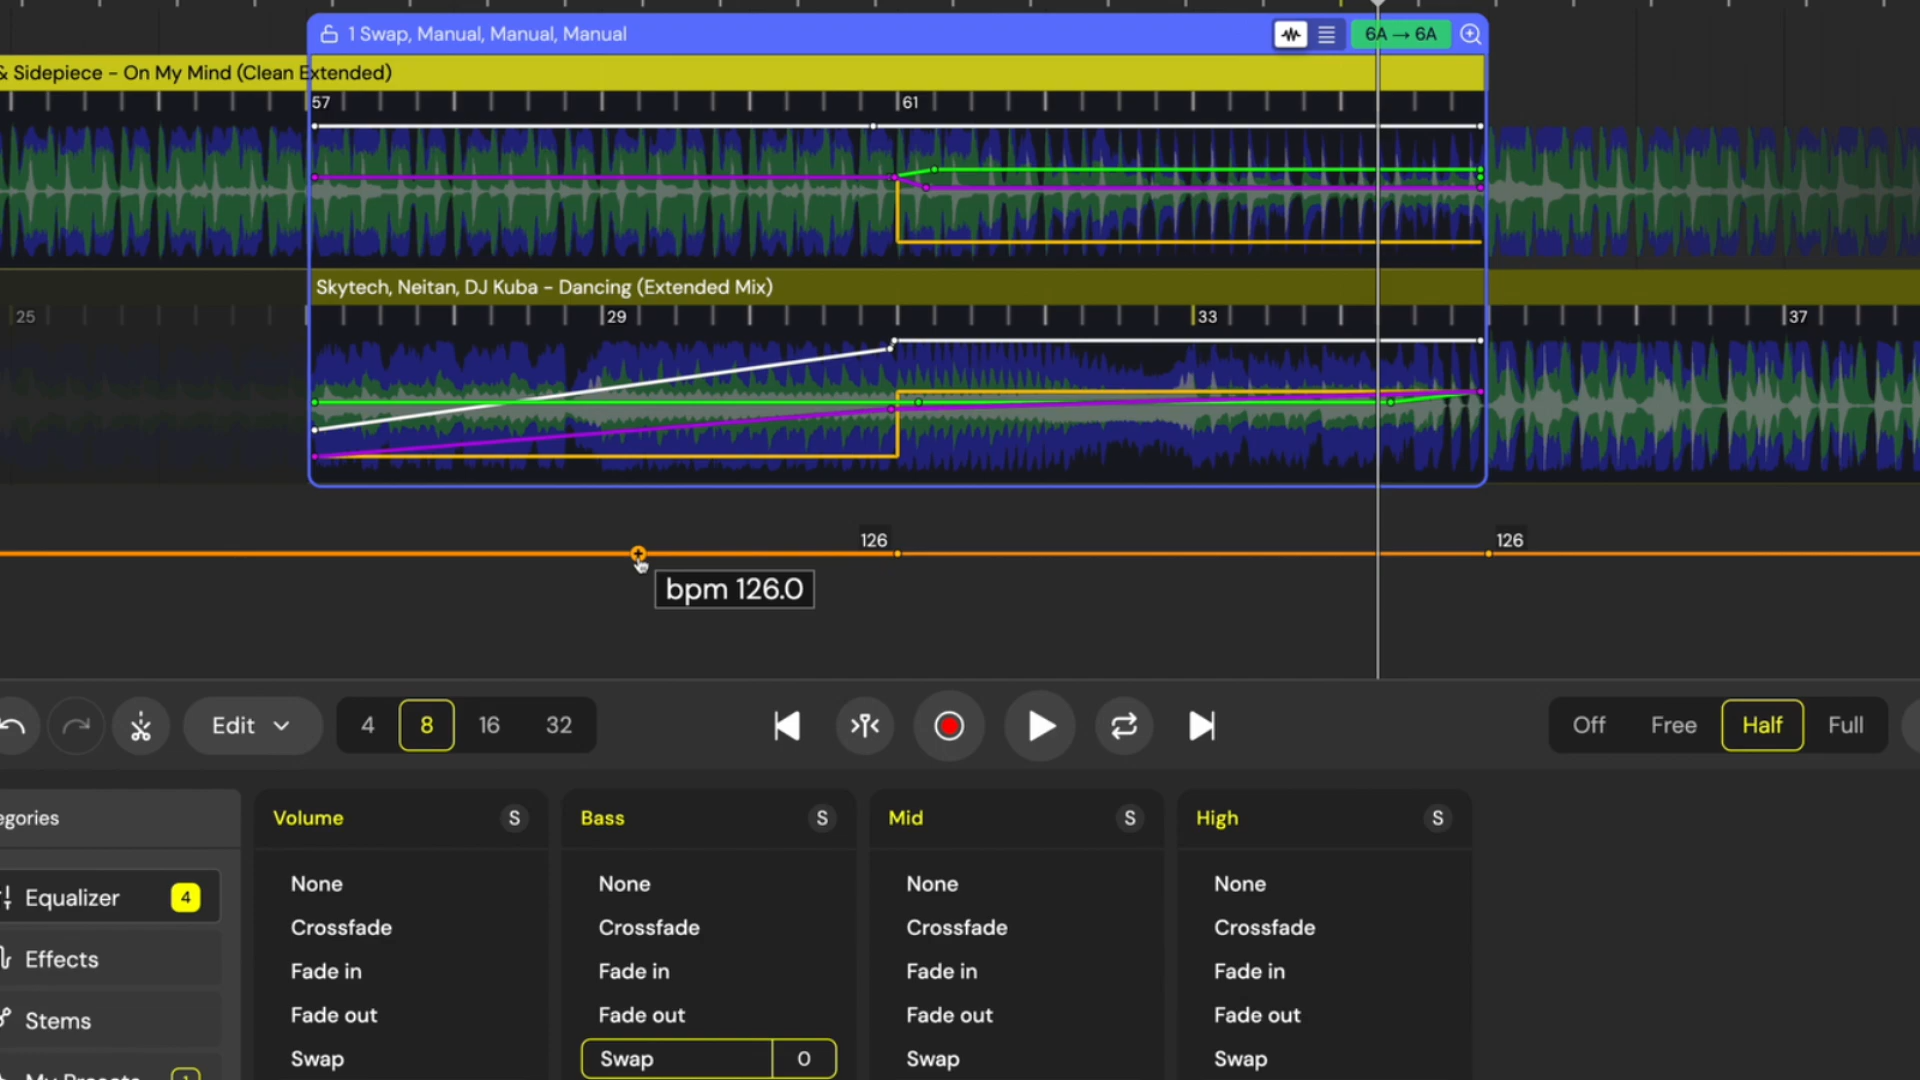 1 Swap, Manual, Manual, Manual
6A → 6A
& Sidepiece - On My Mind (Clean Extended)
57
61
Skytech, Neitan, DJ Kuba - Dancing (Extended Mix)
25
29
33
37
126
126
bpm 126.0
Edit
4
8
16
32
Off
Free
Half
Full
egories
Volume
S
Bass
S
Mid
S
High
S
Equalizer
4
Effects
Stems
My Presets
1
None
Crossfade
Fade in
Fade out
Swap
None
Crossfade
Fade in
Fade out
Swap
0
None
Crossfade
Fade in
Fade out
Swap
None
Crossfade
Fade in
Fade out
Swap